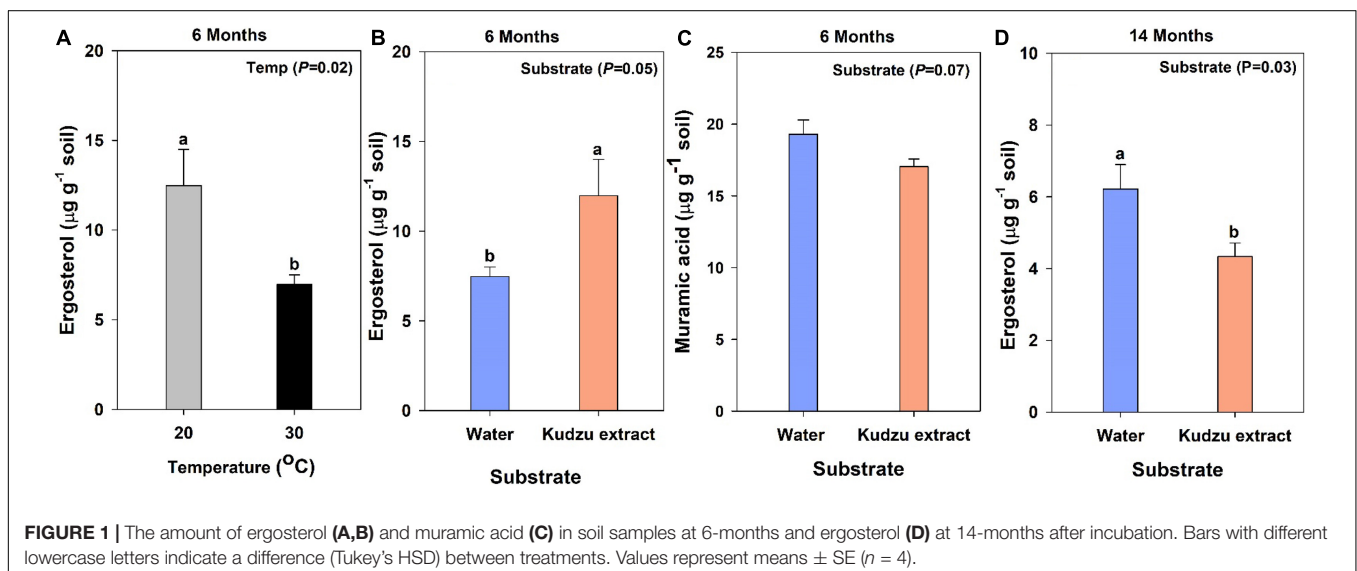 A
6 Months
Temp (P=0.02)
Ergosterol (µg g⁻¹ soil)
20
15
10
5
0
a
b
20
30
Temperature (⁰C)
B
6 Months
Substrate (P=0.05)
Ergosterol (µg g⁻¹ soil)
20
15
10
5
0
b
a
Water
Kudzu extract
Substrate
C
6 Months
Substrate (P=0.07)
Muramic acid (µg g⁻¹ soil)
25
20
15
10
5
0
Water
Kudzu extract
Substrate
D
14 Months
Substrate (P=0.03)
Ergosterol (µg g⁻¹ soil)
10
8
6
4
2
0
a
b
Water
Kudzu extract
Substrate
FIGURE 1 | The amount of ergosterol (A,B) and muramic acid (C) in soil samples at 6-months and ergosterol (D) at 14-months after incubation. Bars with different
lowercase letters indicate a difference (Tukey's HSD) between treatments. Values represent means ± SE (n = 4).